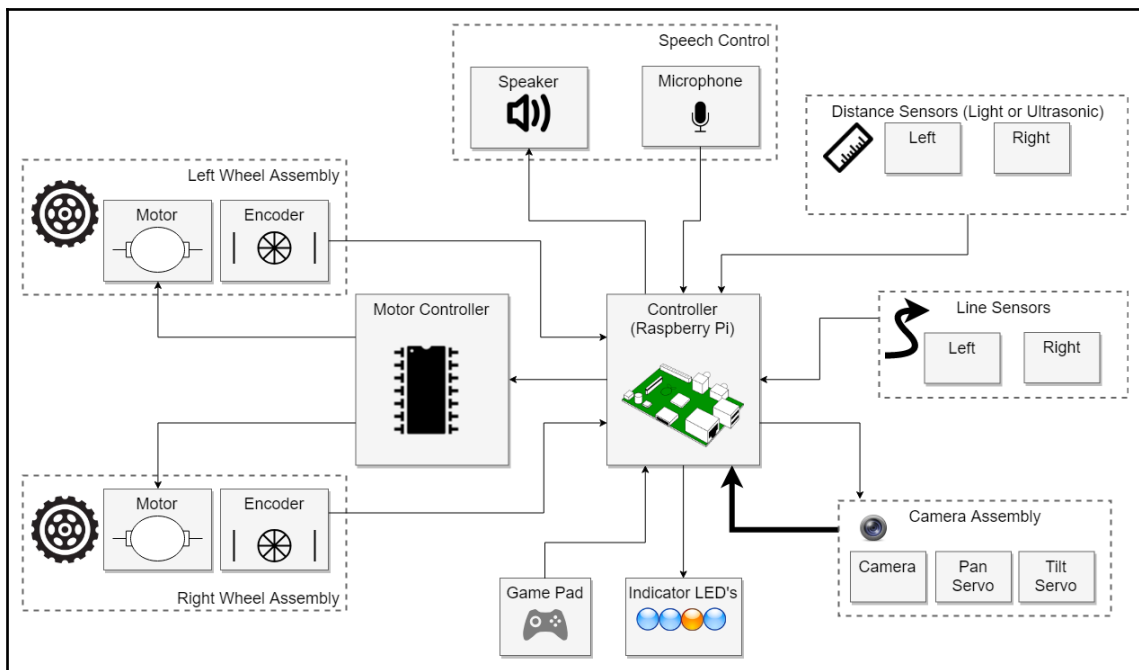 Speech Control
Speaker
Microphone
Distance Sensors (Light or Ultrasonic)
Left
Right
Left Wheel Assembly
Motor
Encoder
Motor Controller
Controller
(Raspberry Pi)
Line Sensors
Left
Right
Motor
Encoder
Right Wheel Assembly
Game Pad
Indicator LED's
Camera Assembly
Camera
Pan
Servo
Tilt
Servo